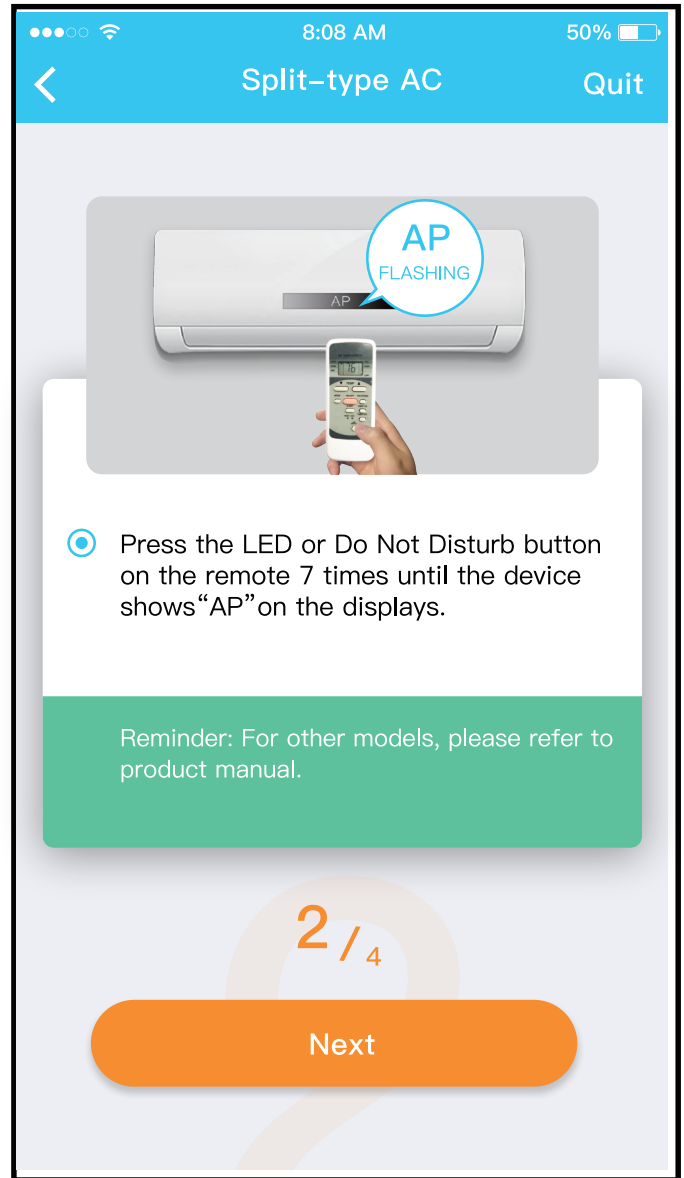 8:08 AM
50%
Split-type AC
Quit
AP
FLASHING
AP
76
Press the LED or Do Not Disturb button
on the remote 7 times until the device
shows“AP”on the displays.
Reminder: For other models, please refer to
product manual.
2/4
Next